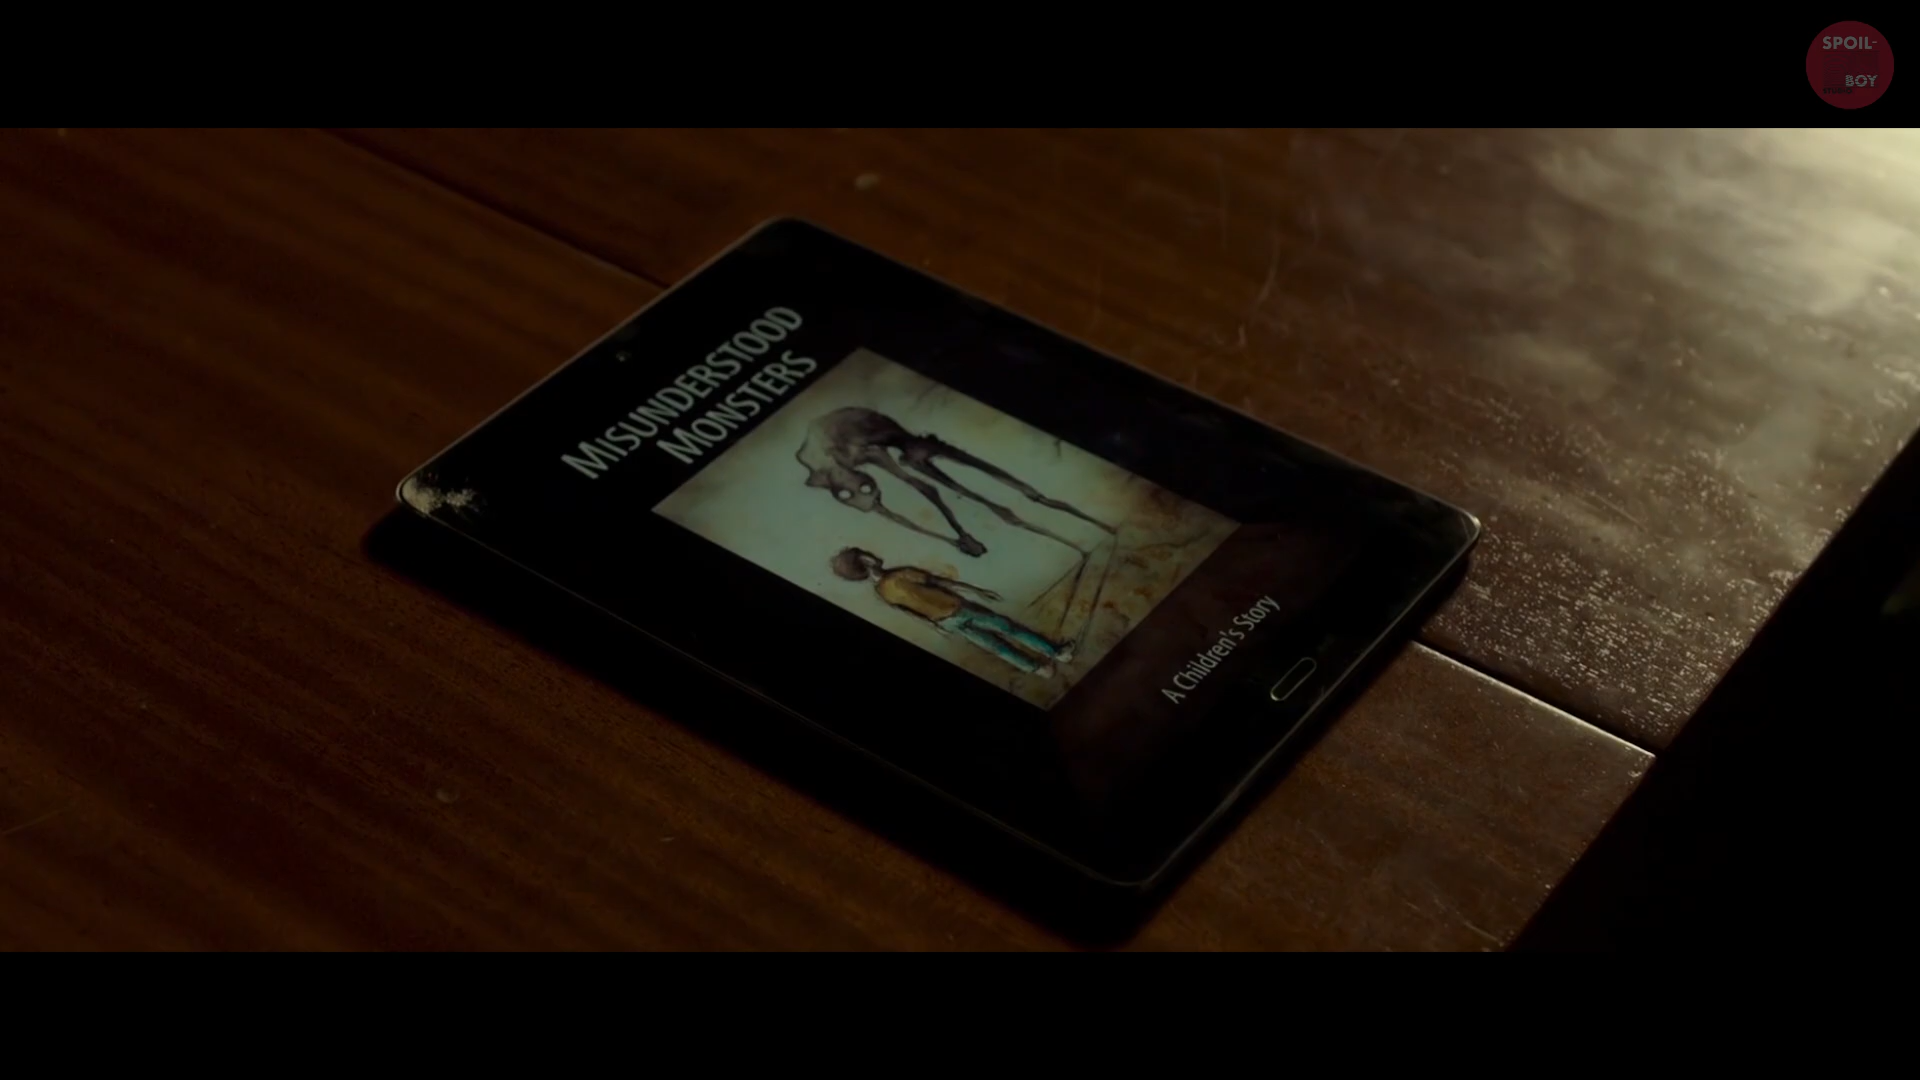 SPOIL-
BOY
MISUNDERSTOOD
MONSTERS
A Children's Story